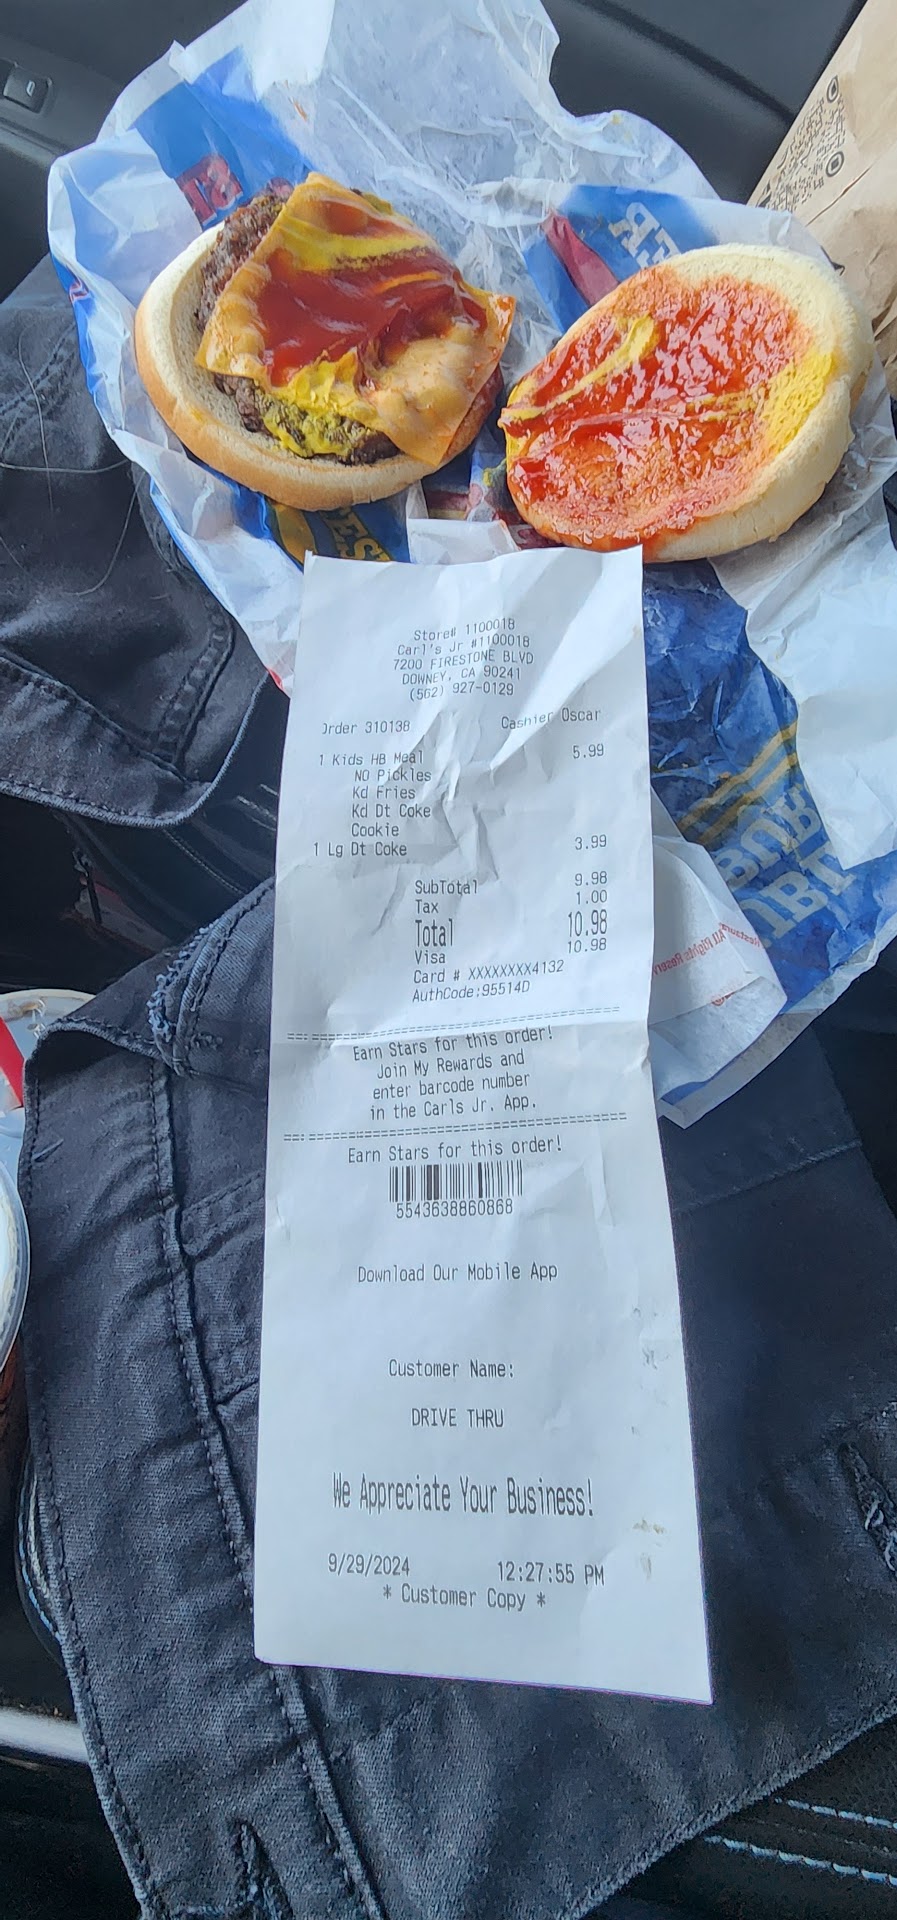 Store# 1100018
Carl's Jr #1100018
7200 FIRESTONE BLVD
DOWNEY, CA 90241
(562) 927-0129
Order 310138 Cashier Oscar
1 Kids HB Meal 5.99
NO Pickles
Kd Fries
Kd Dt Coke
Cookie
1 Lg Dt Coke 3.99
SubTotal 9.98
Tax 1.00
Total 10.98
Visa 10.98
Card # XXXXXXXX4132
AuthCode:95514D
Earn Stars for this order!
Join My Rewards and
enter barcode number
in the Carls Jr. App.
Earn Stars for this order!
5543638860868
Download Our Mobile App
Customer Name:
DRIVE THRU
We Appreciate Your Business!
9/29/2024 12:27:55 PM
* Customer Copy *